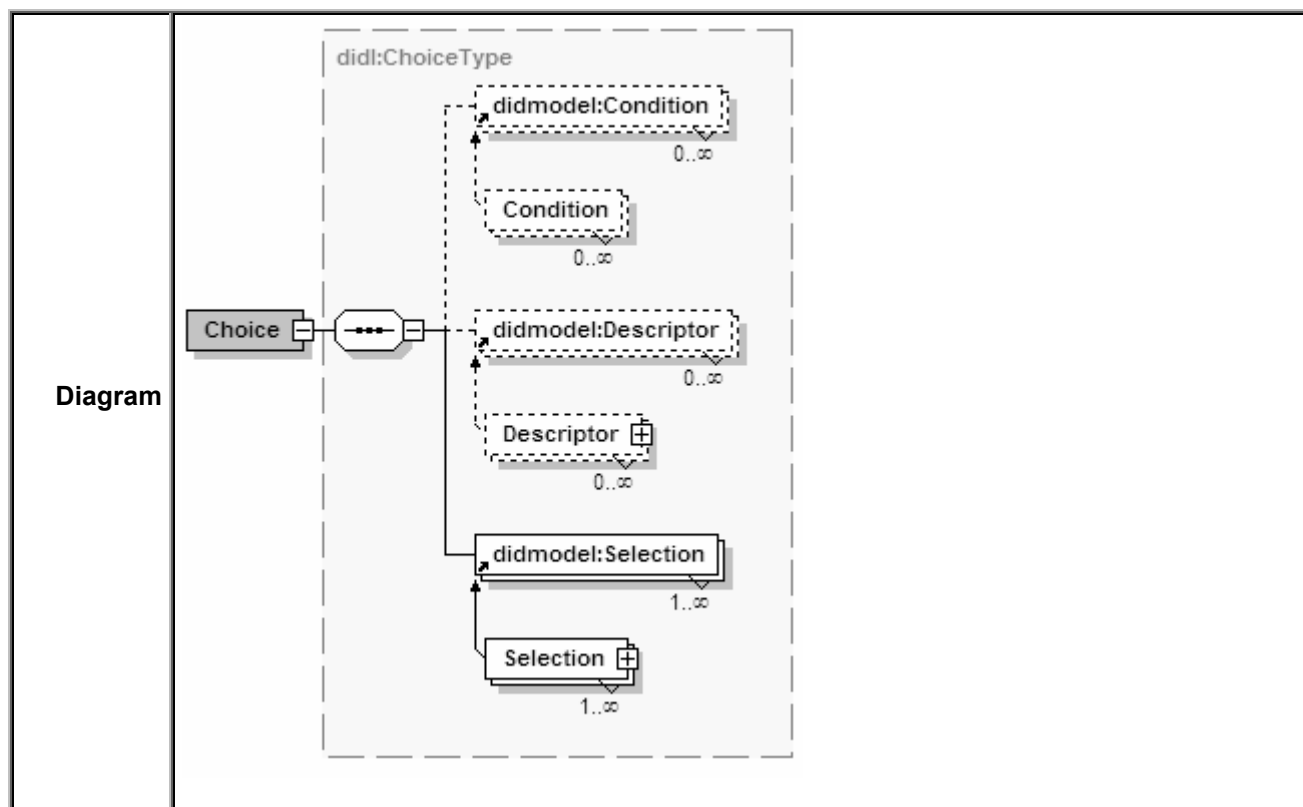 didl:ChoiceType
didmodel:Condition
0..∞
Condition
0..∞
Choice
didmodel:Descriptor
0..∞
Diagram
Descriptor
0..∞
didmodel:Selection
1..∞
Selection
1..∞